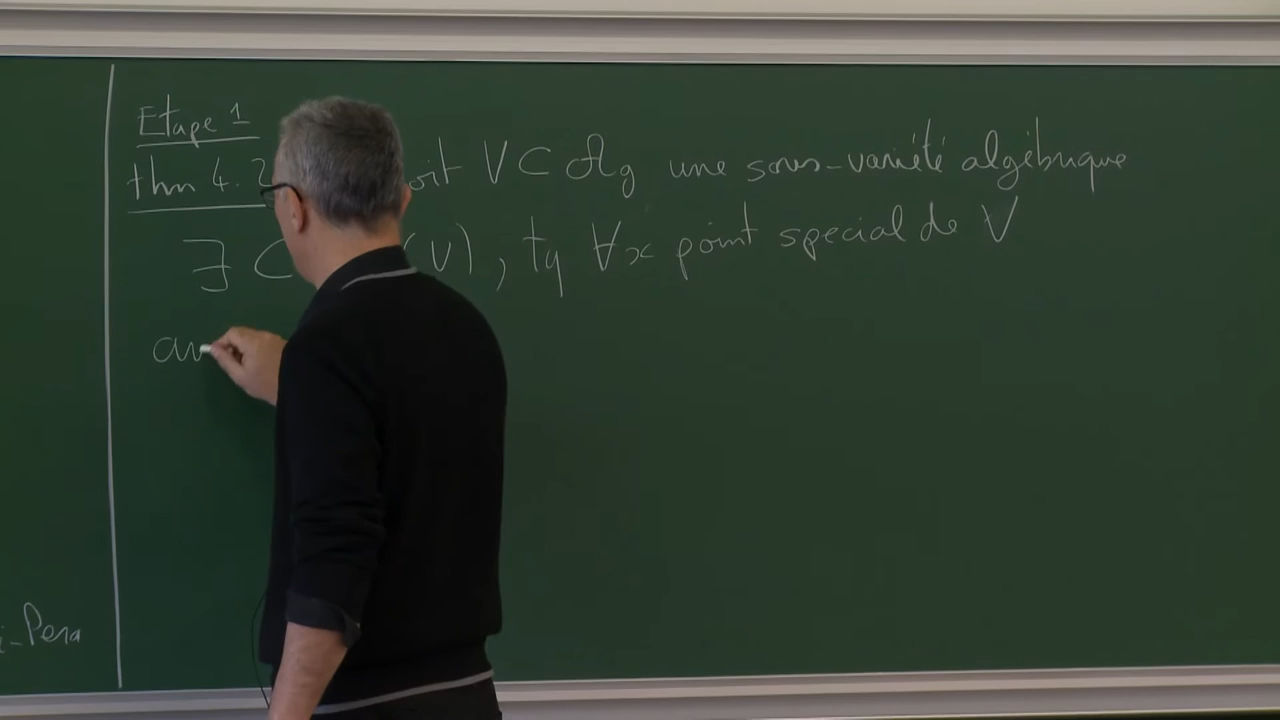 Etape 1
thm 4.2 oit V ⊂ 𝒜g une sous-variété algébrique
∃ C (V), tq ∀x point special de V
av
i-Pera